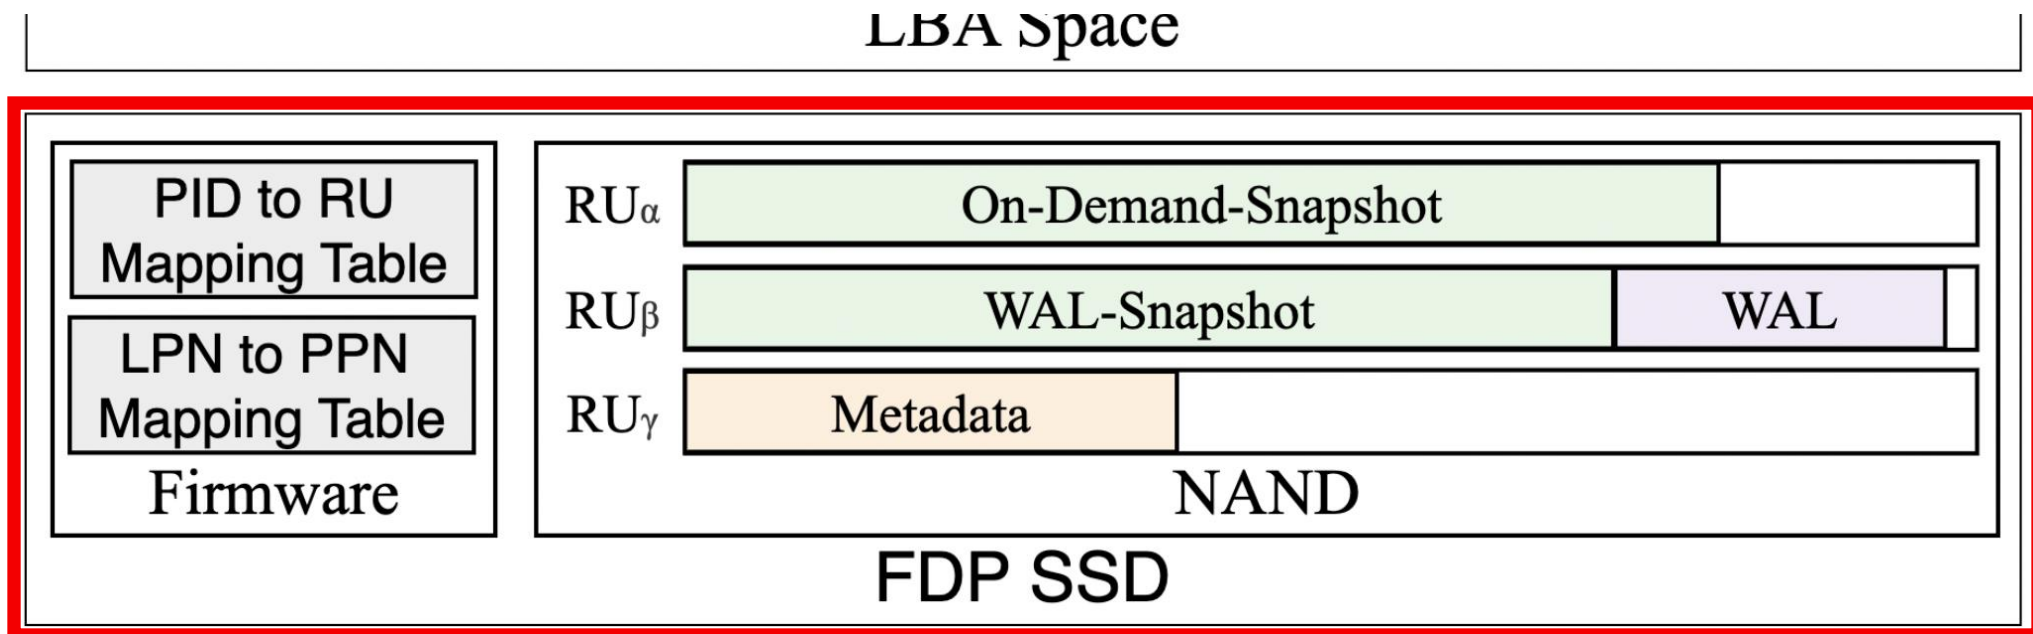 LBA Space
PID to RU
Mapping Table
LPN to PPN
Mapping Table
Firmware
RUα On-Demand-Snapshot
RUβ WAL-Snapshot WAL
RUγ Metadata
NAND
FDP SSD